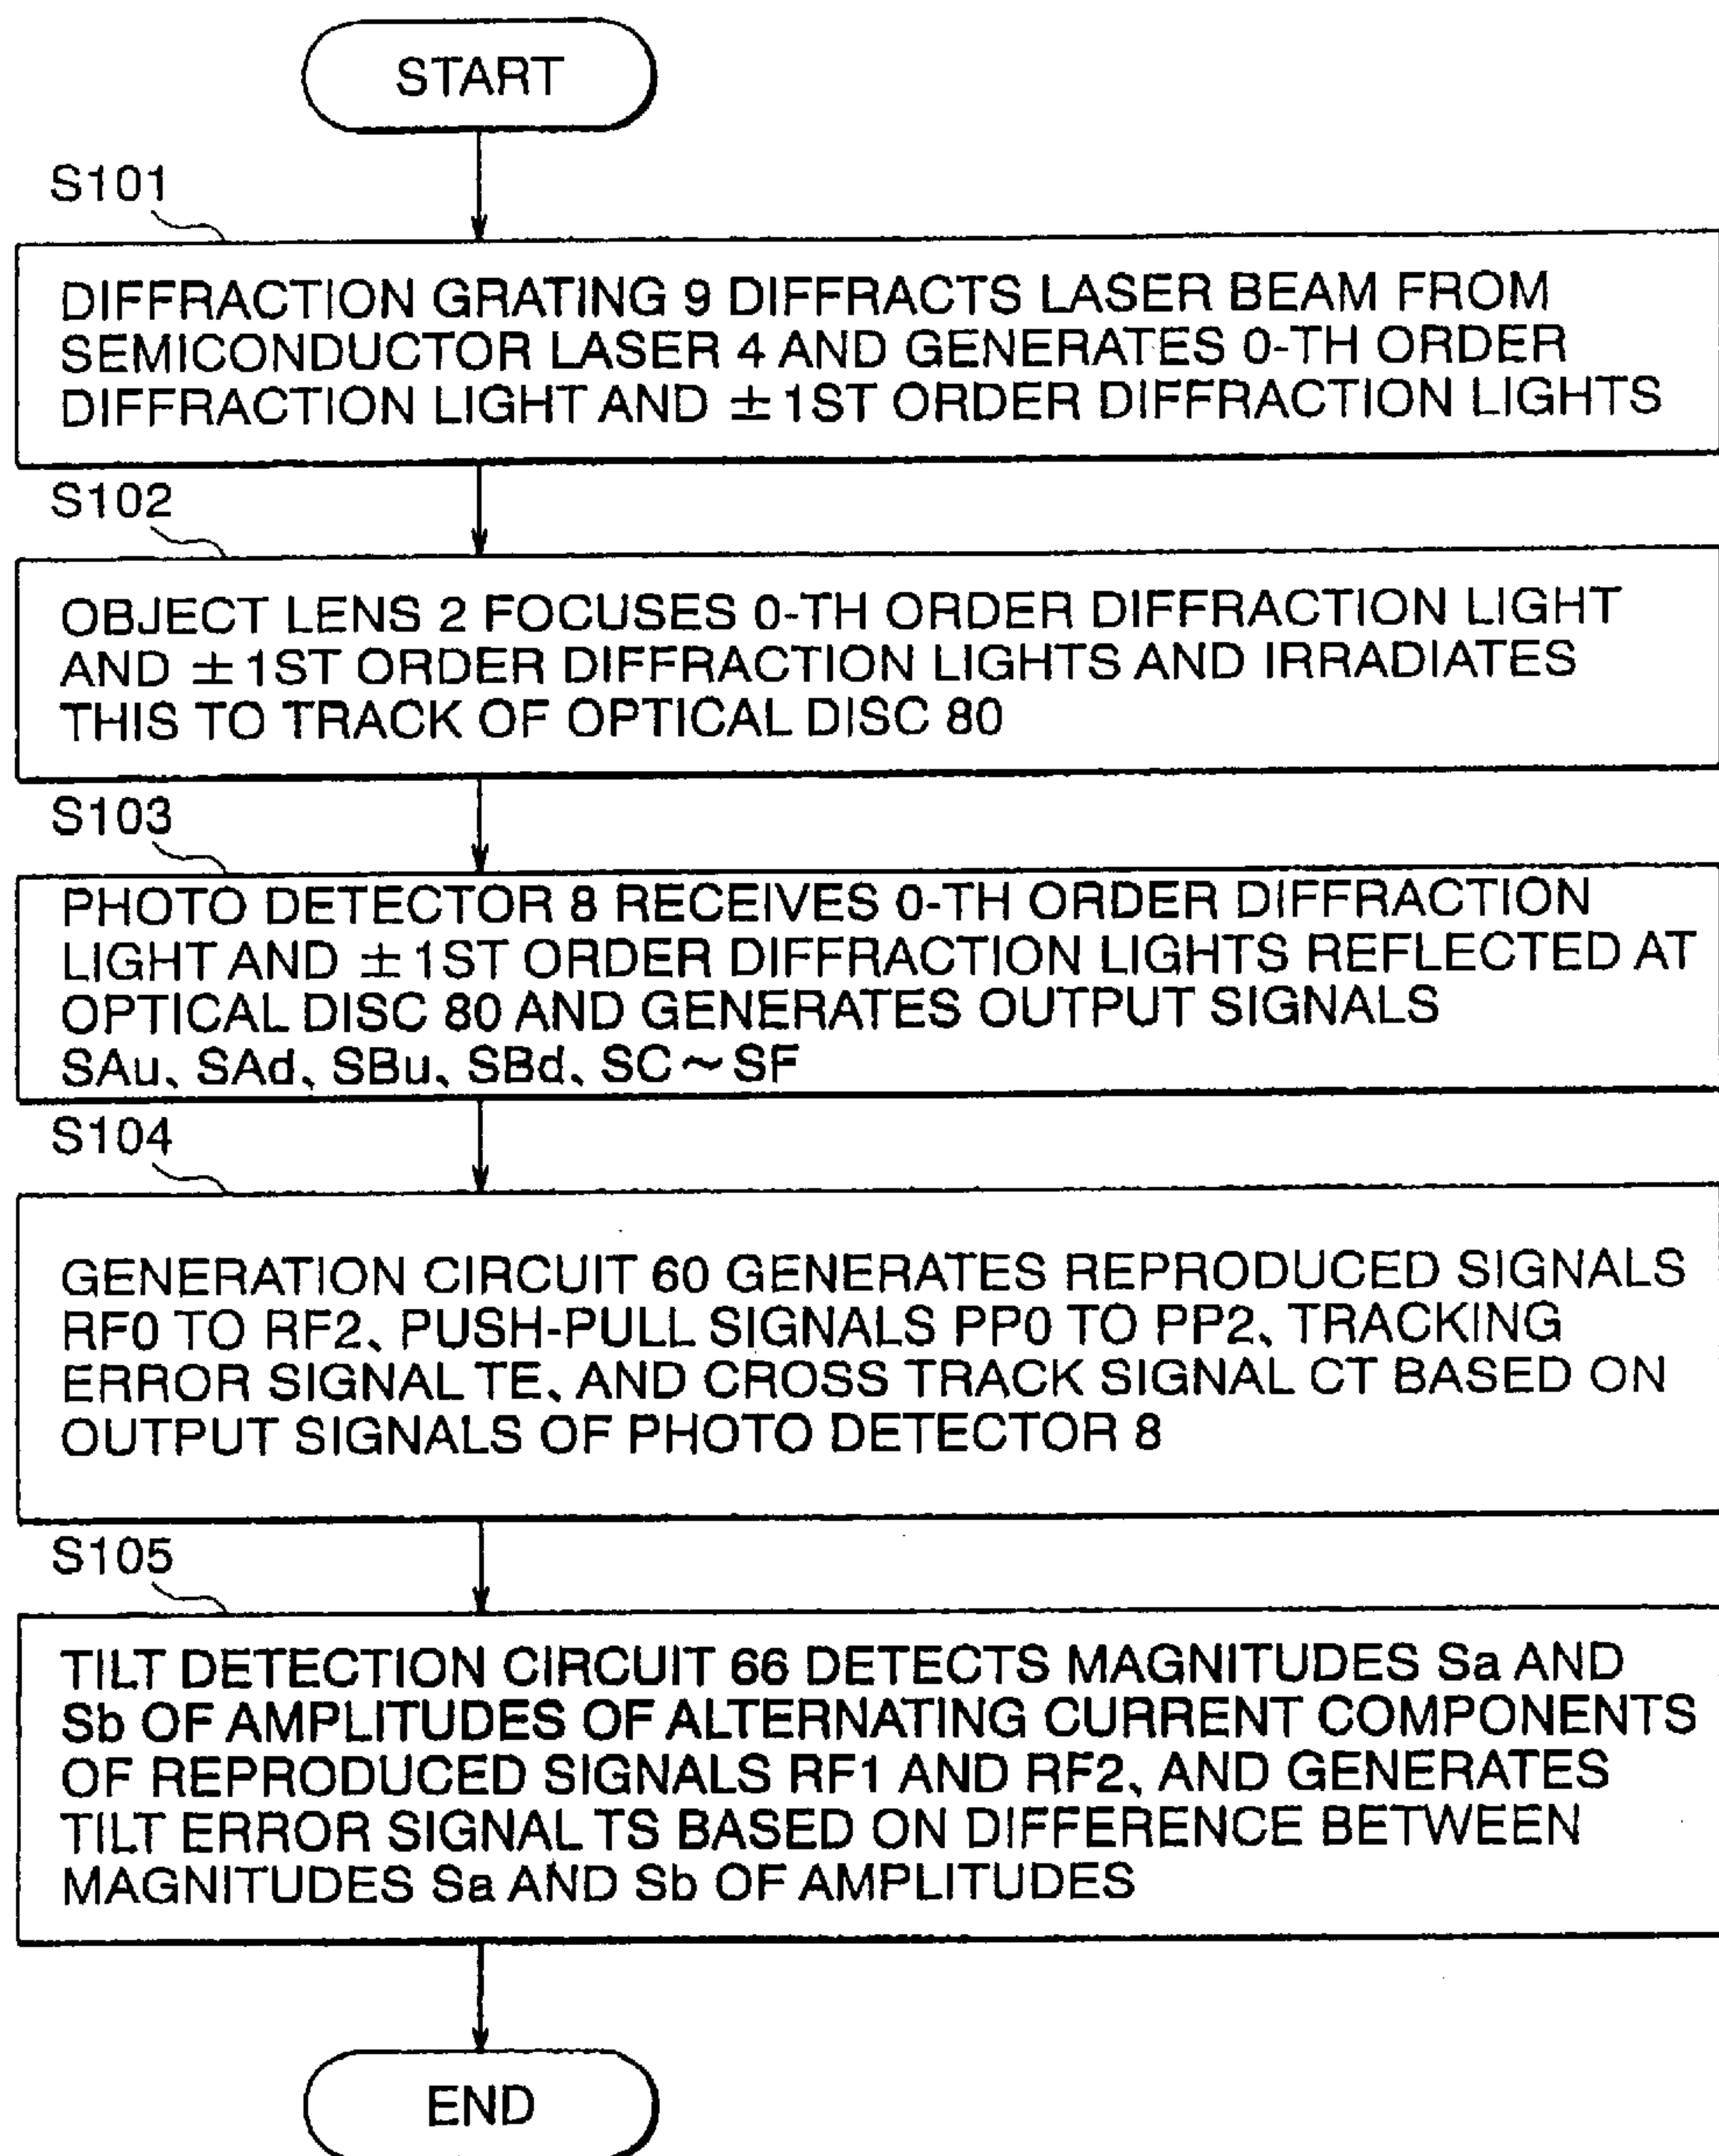 START
S101
DIFFRACTION GRATING 9 DIFFRACTS LASER BEAM FROM
SEMICONDUCTOR LASER 4 AND GENERATES 0-TH ORDER
DIFFRACTION LIGHT AND ±1ST ORDER DIFFRACTION LIGHTS
S102
OBJECT LENS 2 FOCUSES 0-TH ORDER DIFFRACTION LIGHT
AND ±1ST ORDER DIFFRACTION LIGHTS AND IRRADIATES
THIS TO TRACK OF OPTICAL DISC 80
S103
PHOTO DETECTOR 8 RECEIVES 0-TH ORDER DIFFRACTION
LIGHT AND ±1ST ORDER DIFFRACTION LIGHTS REFLECTED AT
OPTICAL DISC 80 AND GENERATES OUTPUT SIGNALS
SAu、SAd、SBu、SBd、SC~SF
S104
GENERATION CIRCUIT 60 GENERATES REPRODUCED SIGNALS
RF0 TO RF2、PUSH-PULL SIGNALS PP0 TO PP2、TRACKING
ERROR SIGNAL TE、AND CROSS TRACK SIGNAL CT BASED ON
OUTPUT SIGNALS OF PHOTO DETECTOR 8
S105
TILT DETECTION CIRCUIT 66 DETECTS MAGNITUDES Sa AND
Sb OF AMPLITUDES OF ALTERNATING CURRENT COMPONENTS
OF REPRODUCED SIGNALS RF1 AND RF2、AND GENERATES
TILT ERROR SIGNAL TS BASED ON DIFFERENCE BETWEEN
MAGNITUDES Sa AND Sb OF AMPLITUDES
END